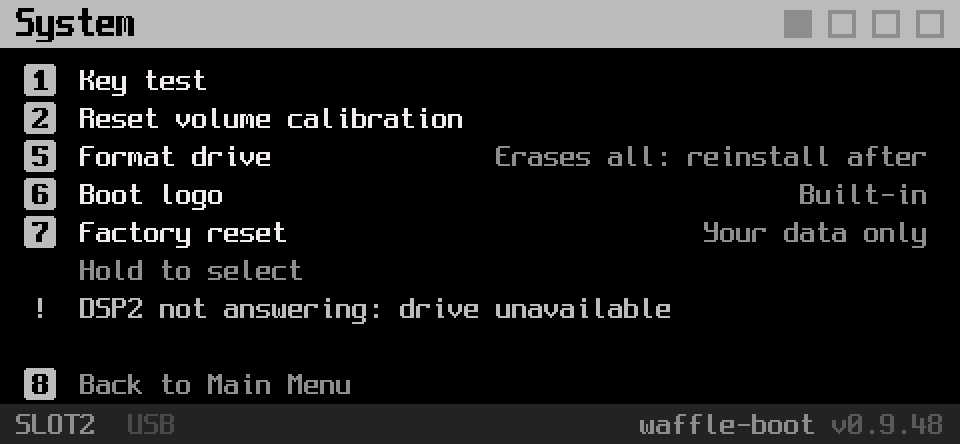 System
1 Key test
2 Reset volume calibration
5 Format drive Erases all: reinstall after
6 Boot logo Built-in
7 Factory reset Your data only
Hold to select
! DSP2 not answering: drive unavailable
8 Back to Main Menu
SLOT2 USB waffle-boot v0.9.48